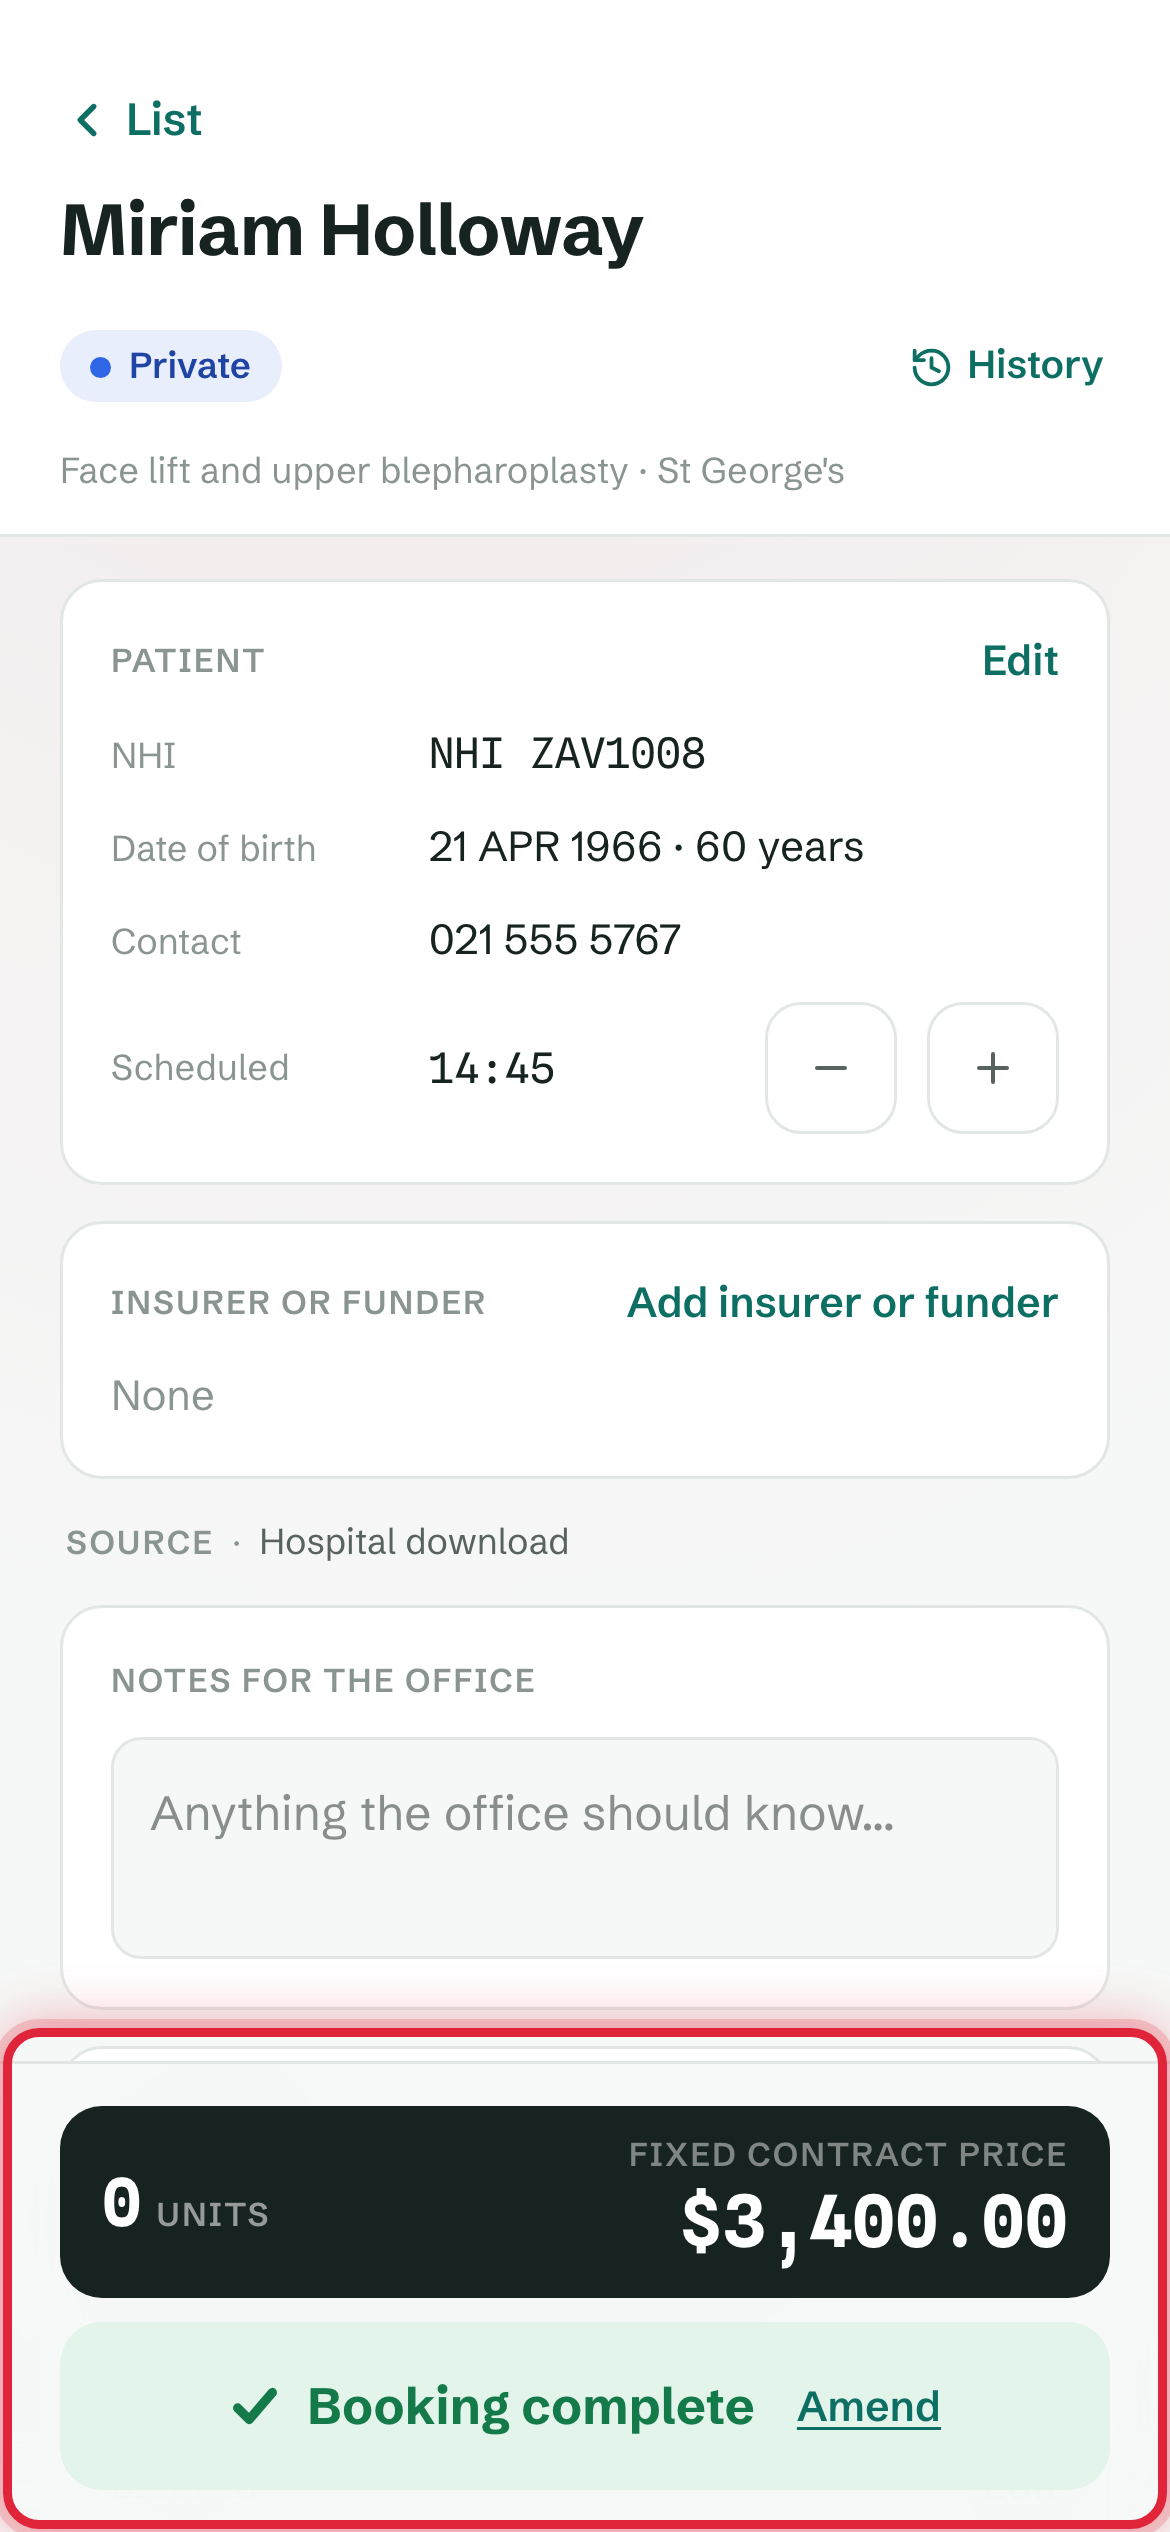 List
Miriam Holloway
Private
History
Face lift and upper blepharoplasty · St George's
PATIENT
Edit
NHI NHI ZAV1008
Date of birth 21 APR 1966 · 60 years
Contact 021 555 5767
Scheduled 14:45
INSURER OR FUNDER
Add insurer or funder
None
SOURCE · Hospital download
NOTES FOR THE OFFICE
Anything the office should know...
FIXED CONTRACT PRICE
0 UNITS
$3,400.00
Booking complete Amend